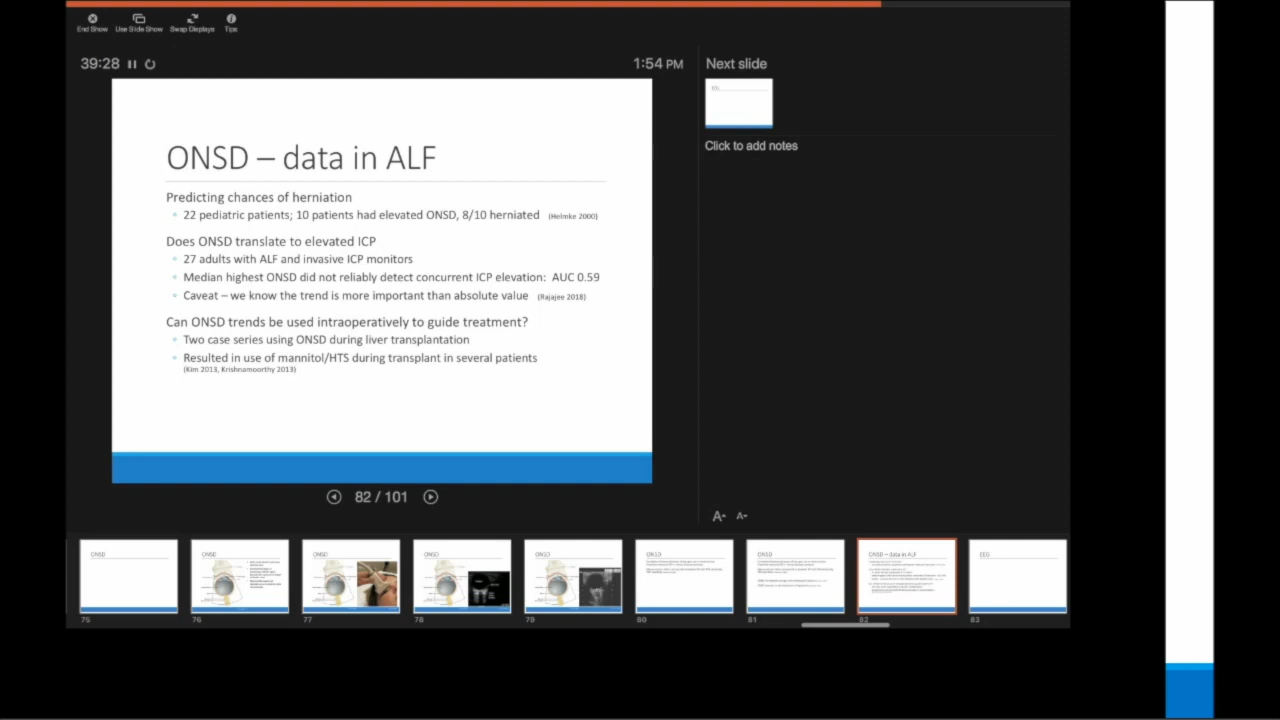 End Show
Use Slide Show
Swap Displays
Tips
39:28
1:54 PM
Next slide
EEG
Click to add notes
ONSD – data in ALF
Predicting chances of herniation
22 pediatric patients; 10 patients had elevated ONSD, 8/10 herniated (Helmke 2000)
Does ONSD translate to elevated ICP
27 adults with ALF and invasive ICP monitors
Median highest ONSD did not reliably detect concurrent ICP elevation: AUC 0.59
Caveat – we know the trend is more important than absolute value (Rajajee 2018)
Can ONSD trends be used intraoperatively to guide treatment?
Two case series using ONSD during liver transplantation
Resulted in use of mannitol/HTS during transplant in several patients
(Kim 2013, Krishnamoorthy 2013)
82 / 101
A
A
ONSD
ONSD
ONSD
ONSD
ONSD
ONSD
ONSD
ONSD – data in ALF
EEG
75
76
77
78
79
80
81
82
83